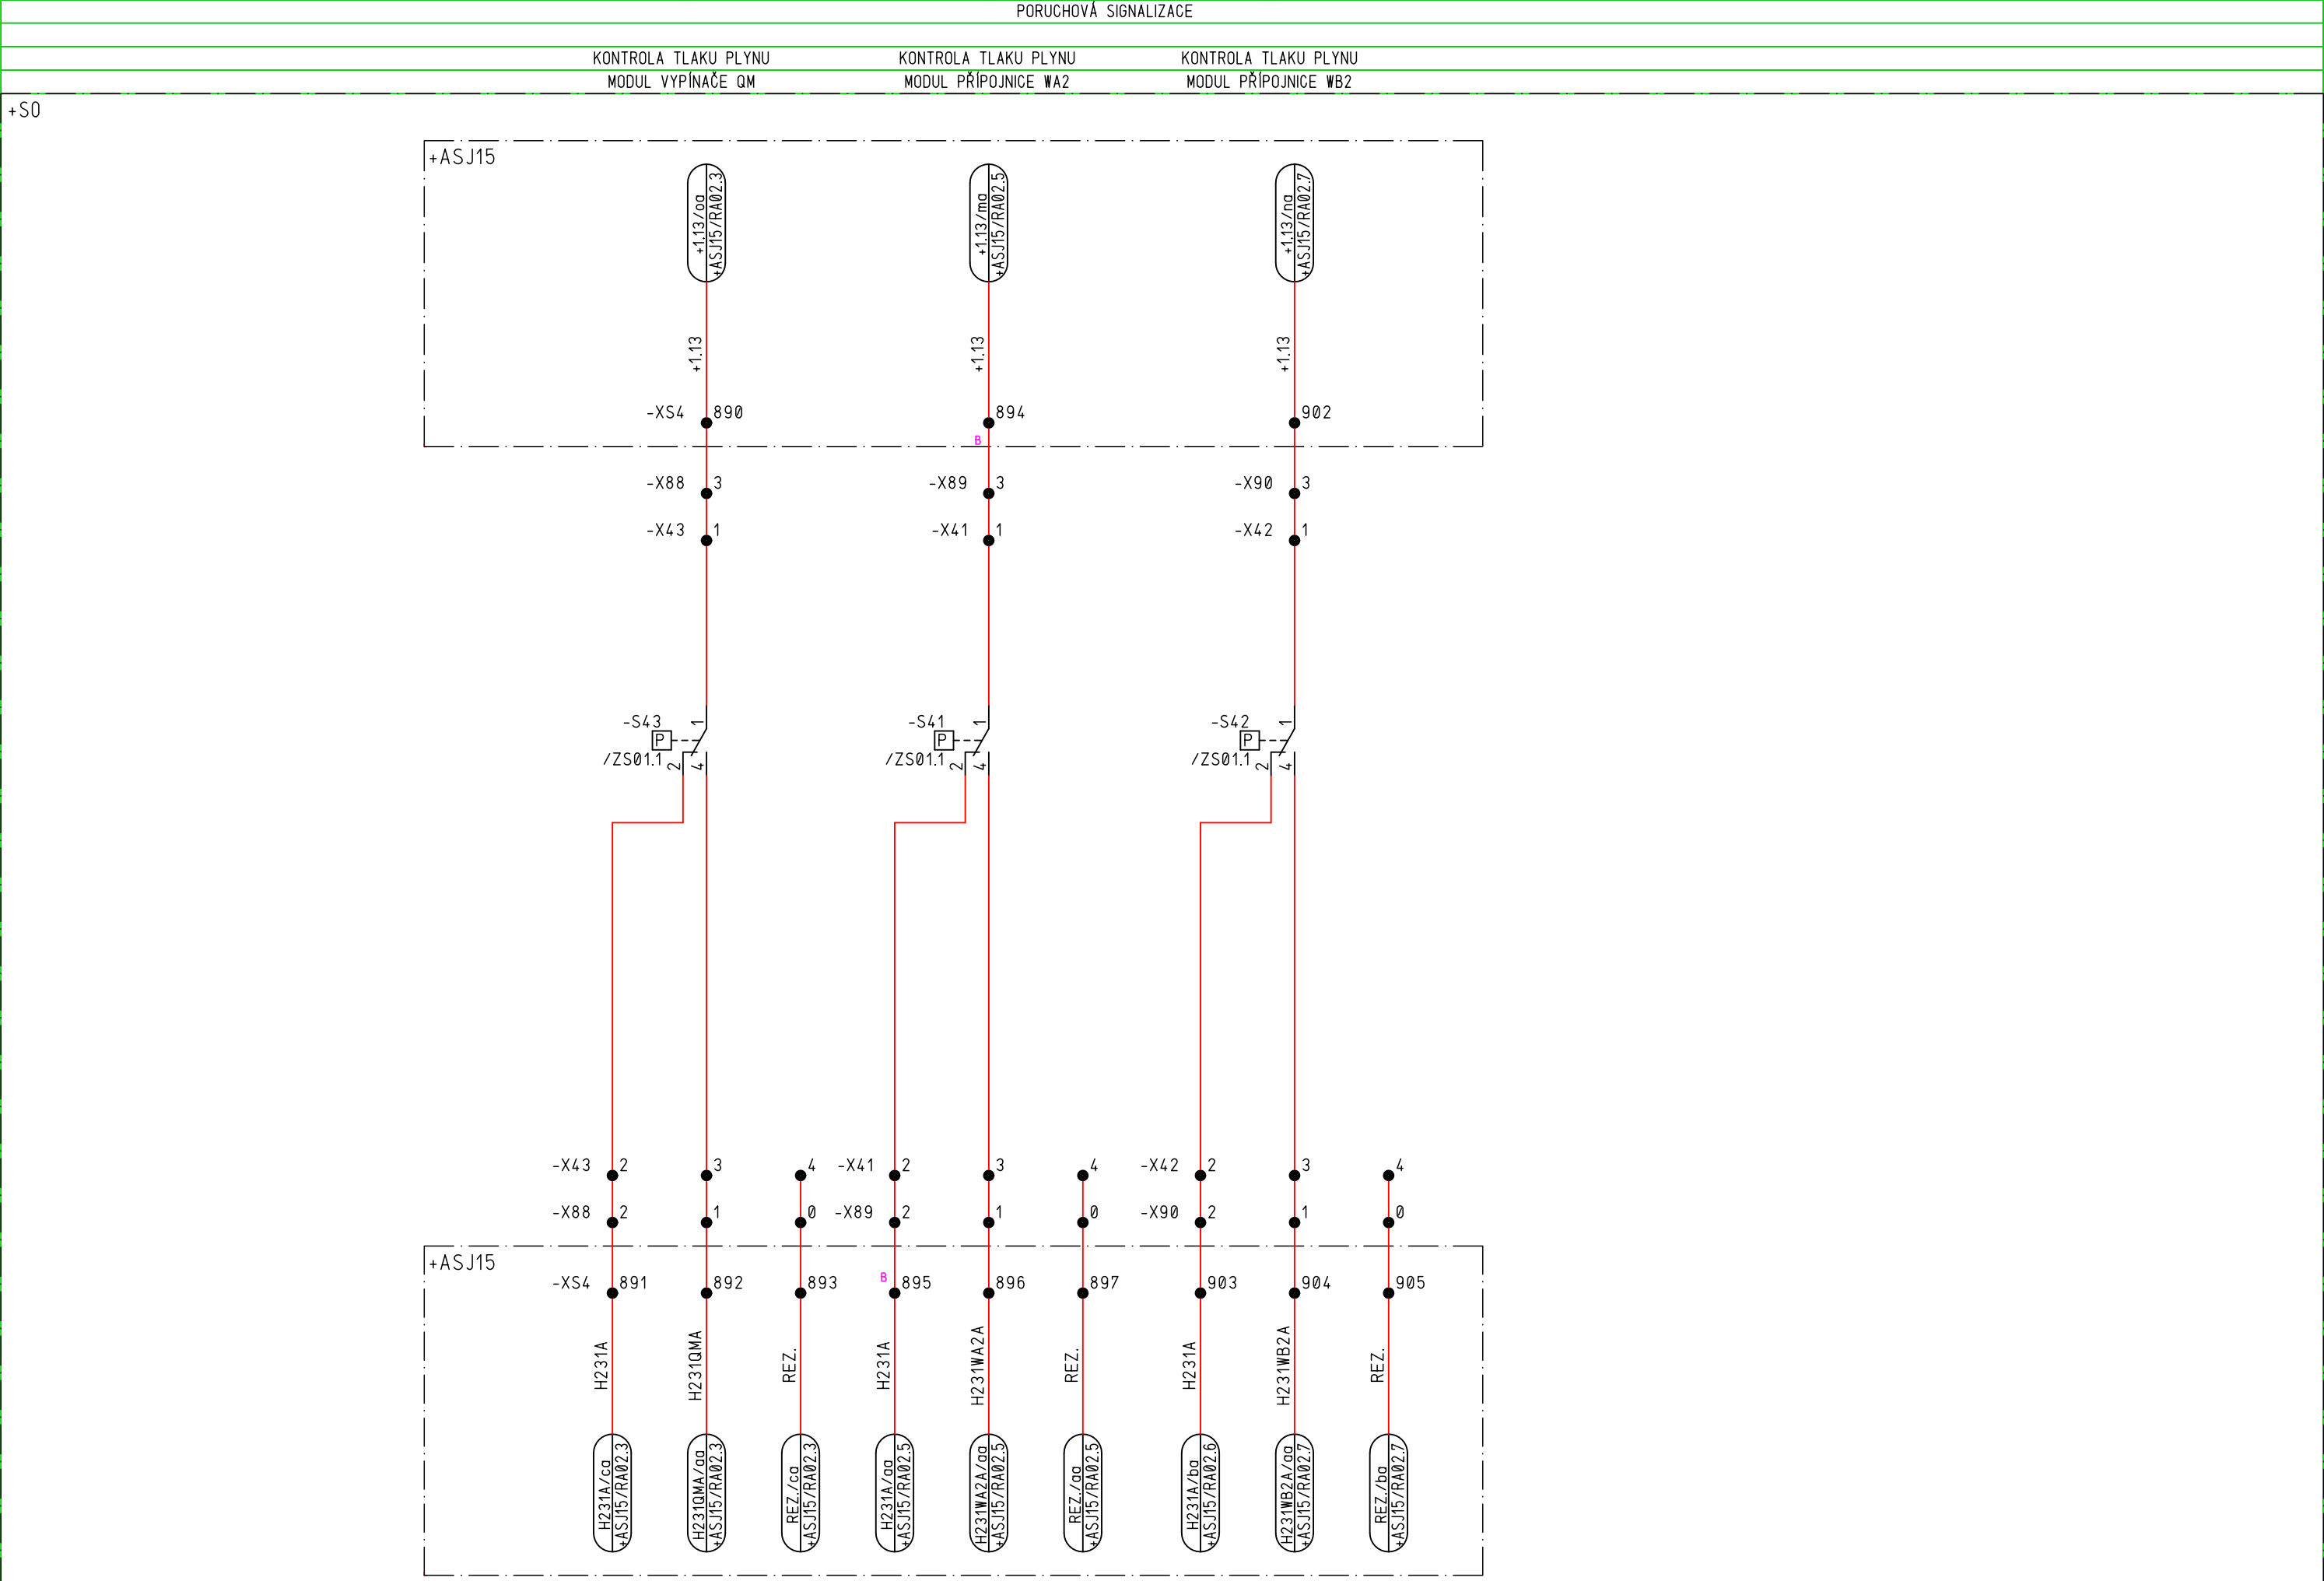 PORUCHOVÁ SIGNALIZACE
KONTROLA TLAKU PLYNU KONTROLA TLAKU PLYNU KONTROLA TLAKU PLYNU
MODUL VYPÍNAČE QM MODUL PŘÍPOJNICE WA2 MODUL PŘÍPOJNICE WB2
+S0
+ASJ15
+1.13/oa
+ASJ15/RA02.3
+1.13/ma
+ASJ15/RA02.5
+1.13/na
+ASJ15/RA02.7
+1.13 +1.13 +1.13
-XS4 890 894 902
B
-X88 3 -X89 3 -X90 3
-X43 1 -X41 1 -X42 1
-S43 1 -S41 1 -S42 1
P P P
/ZS01.1 2 4 /ZS01.1 2 4 /ZS01.1 2 4
-X43 2 3 4 -X41 2 3 4 -X42 2 3 4
-X88 2 1 0 -X89 2 1 0 -X90 2 1 0
+ASJ15
-XS4 891 892 893 B 895 896 897 903 904 905
H231A H231QMA REZ. H231A H231WA2A REZ. H231A H231WB2A REZ.
H231A/ca
+ASJ15/RA02.3
H231QMA/aa
+ASJ15/RA02.3
REZ./ca
+ASJ15/RA02.3
H231A/aa
+ASJ15/RA02.5
H231WA2A/aa
+ASJ15/RA02.5
REZ./aa
+ASJ15/RA02.5
H231A/ba
+ASJ15/RA02.6
H231WB2A/aa
+ASJ15/RA02.7
REZ./ba
+ASJ15/RA02.7